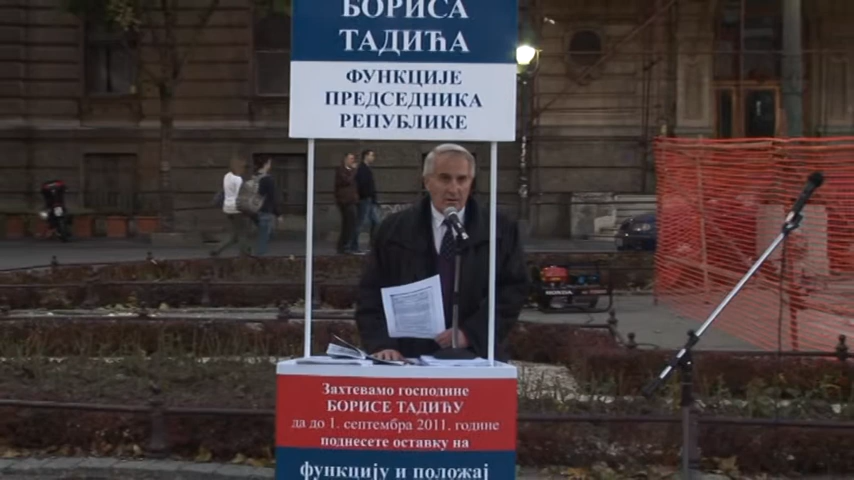 БОРИСА
ТАДИЋА
ФУНКЦИЈЕ
ПРЕДСЕДНИКА
РЕПУБЛИКЕ
Захтевамо господине
БОРИСЕ ТАДИЋУ
да до 1. септембра 2011. године
поднесете оставку на
функцију и положај